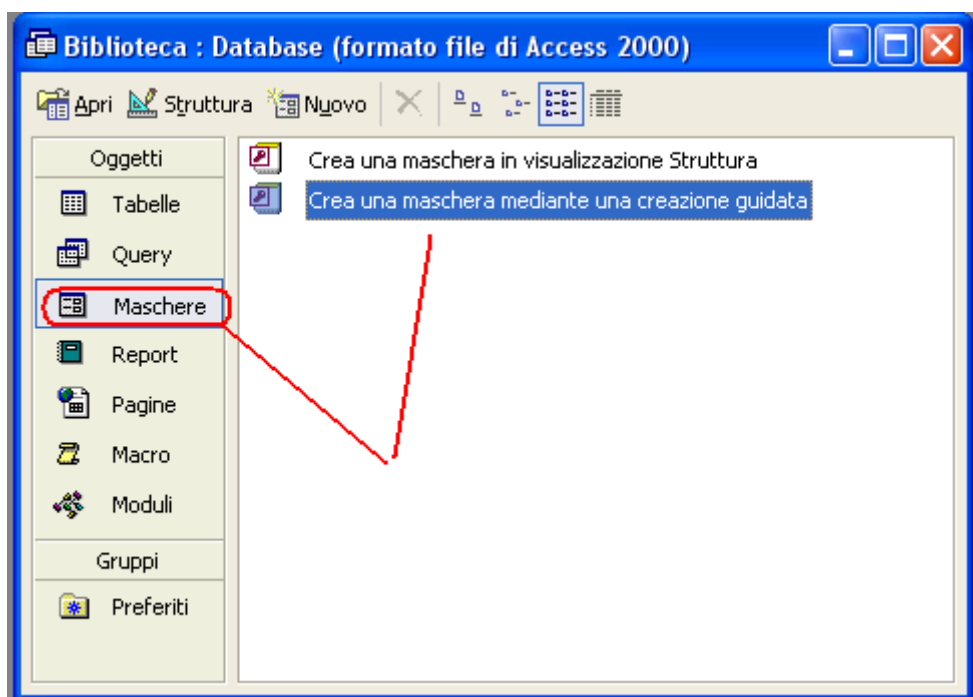 Biblioteca : Database (formato file di Access 2000)
Apri Struttura Nuovo
Oggetti
Tabelle
Query
Maschere
Report
Pagine
Macro
Moduli
Gruppi
Preferiti
Crea una maschera in visualizzazione Struttura
Crea una maschera mediante una creazione guidata